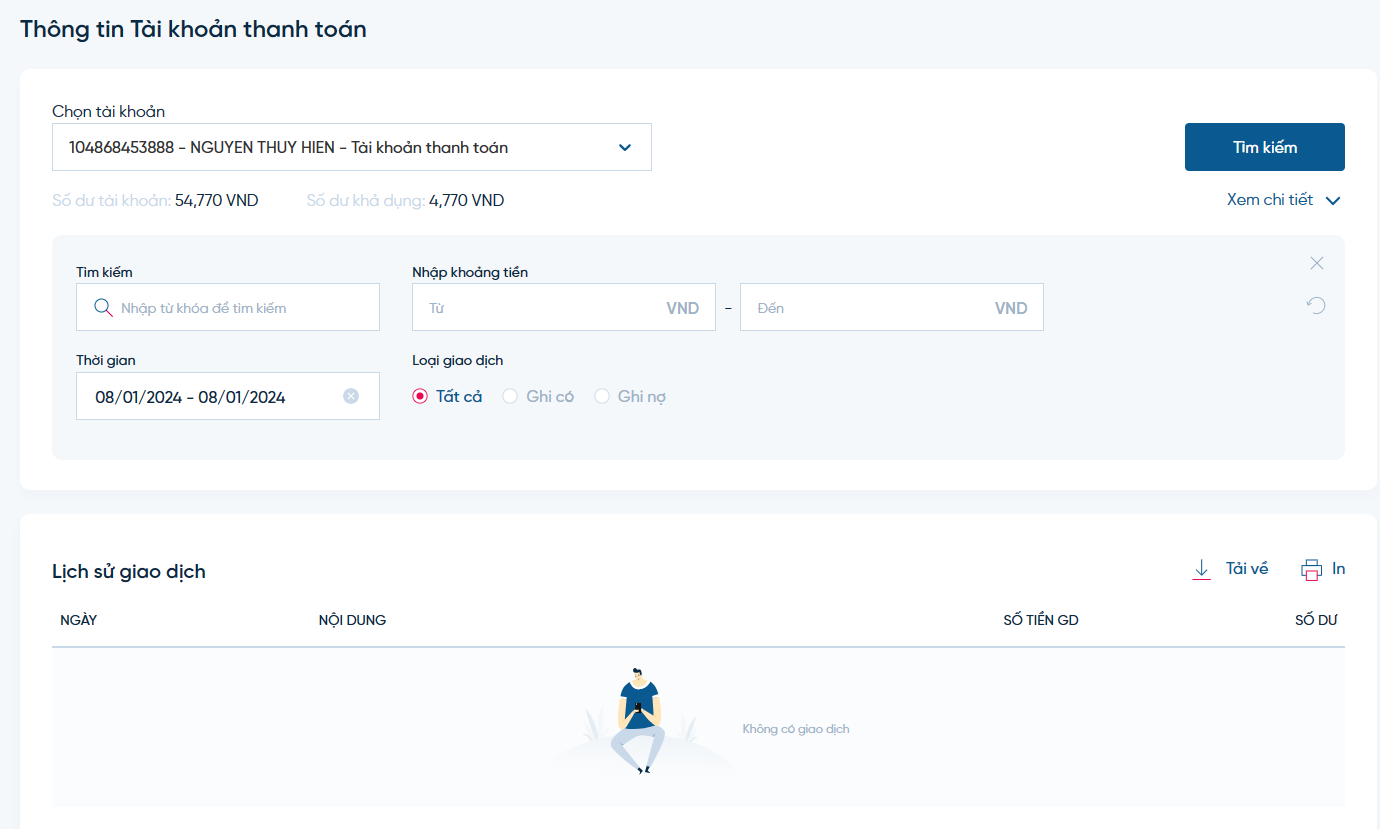 Thông tin Tài khoản thanh toán
Chọn tài khoản
104868453888 - NGUYEN THUY HIEN - Tài khoản thanh toán
Tìm kiếm
Số dư tài khoản: 54,770 VND Số dư khả dụng: 4,770 VND
Xem chi tiết
Tìm kiếm
Nhập khoảng tiền
Nhập từ khóa để tìm kiếm
Từ VND - Đến VND
Thời gian
Loại giao dịch
08/01/2024 - 08/01/2024
Tất cả Ghi có Ghi nợ
Lịch sử giao dịch
Tải về In
NGÀY NỘI DUNG SỐ TIỀN GD SỐ DƯ
Không có giao dịch